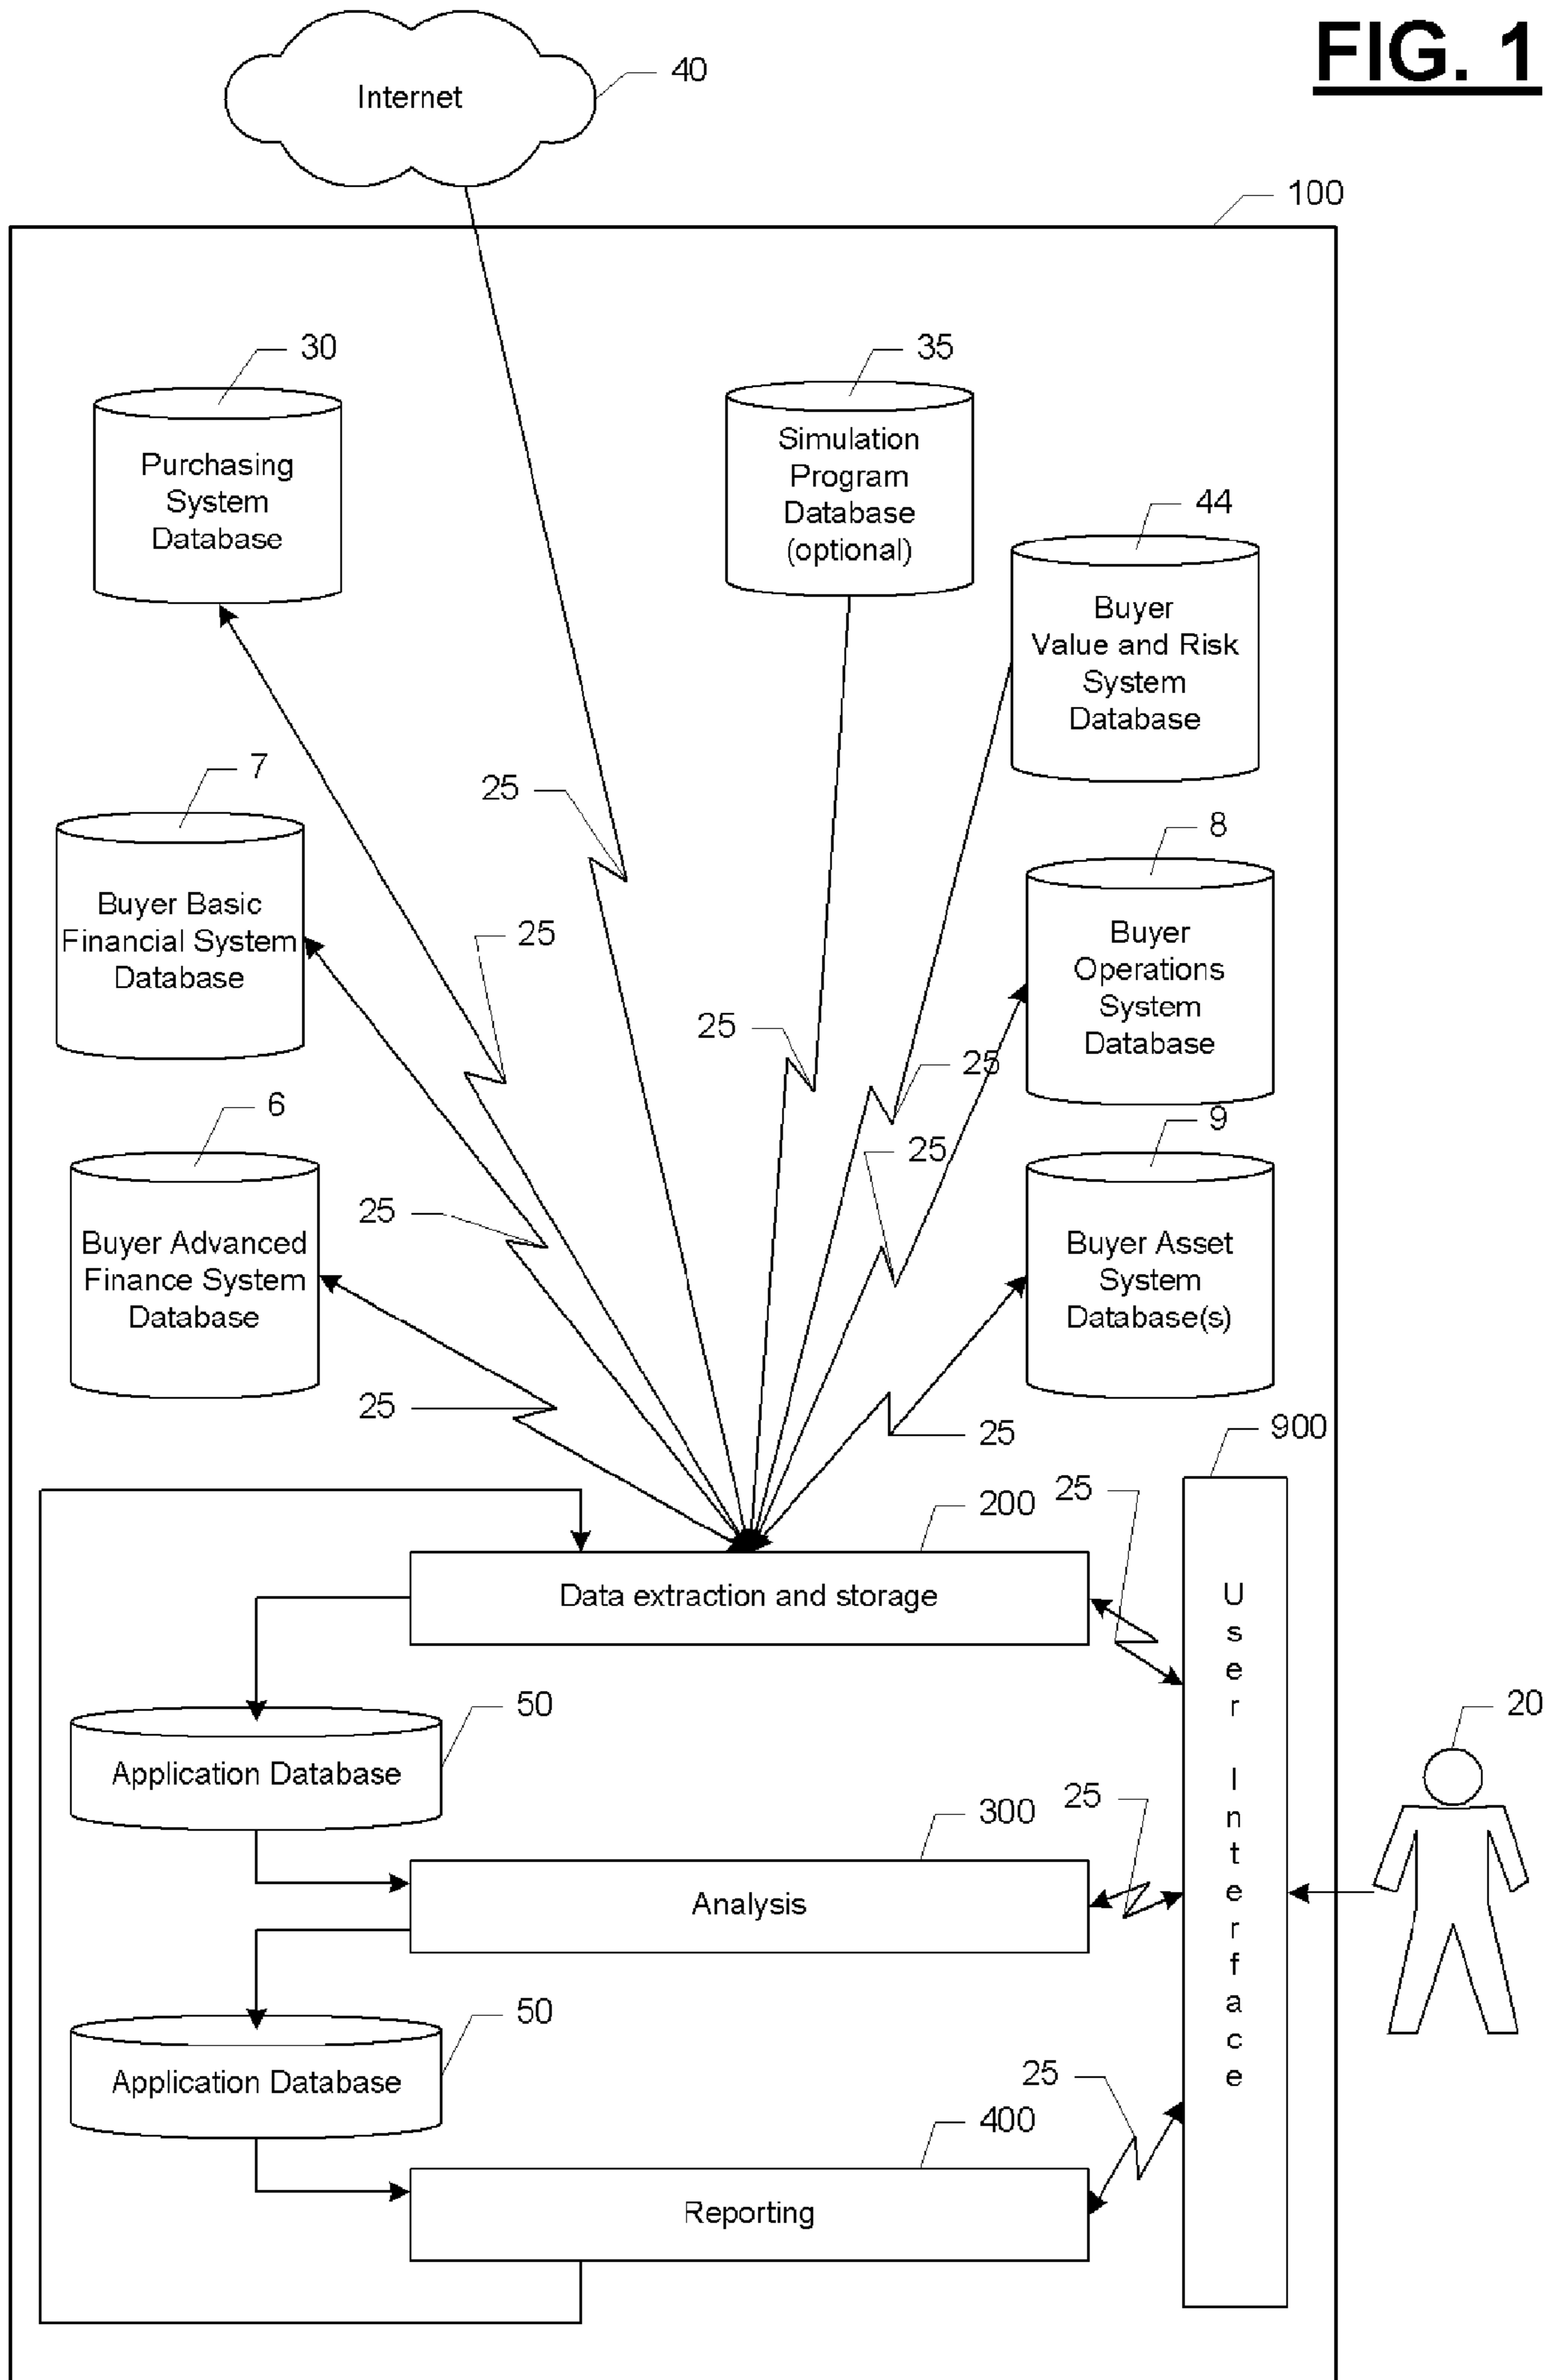 FIG. 1
40
Internet
100
30
35
Purchasing
System
Database
Simulation
Program
Database
(optional)
44
Buyer
Value and Risk
System
Database
7
25
8
Buyer Basic
Financial System
Database
25
Buyer
Operations
System
Database
25
25
6
9
25
25
Buyer Advanced
Finance System
Database
Buyer Asset
System
Database(s)
25
25
900
200
25
Data extraction and storage
User Interface
50
20
Application Database
300
25
Analysis
50
Application Database
25
400
Reporting